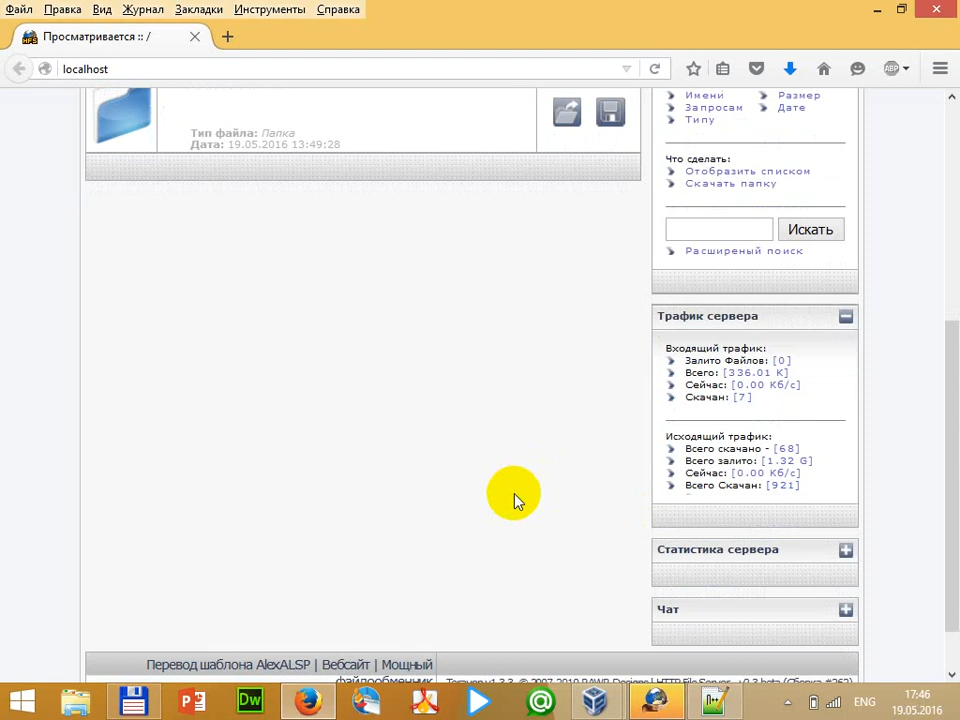 Файл Правка Вид Журнал Закладки Инструменты Справка
HFS Просматривается :: /
localhost
ABP
Имени Размер
Запросам Дате
Типу
Тип файла: Папка
Дата: 19.05.2016 13:49:28
Что сделать:
Отобразить списком
Скачать папку
Искать
Расширеный поиск
Трафик сервера
Входящий трафик:
Залито Файлов: [0]
Всего: [336.01 K]
Сейчас: [0.00 Кб/с]
Скачан: [7]
Исходящий трафик:
Всего скачано - [68]
Всего залито: [1.32 G]
Сейчас: [0.00 Кб/с]
Всего Скачан: [921]
Статистика сервера
Чат
Перевод шаблона AlexALSP | Вебсайт | Мощный
файлообменник
Dw
ENG
17:46
19.05.2016